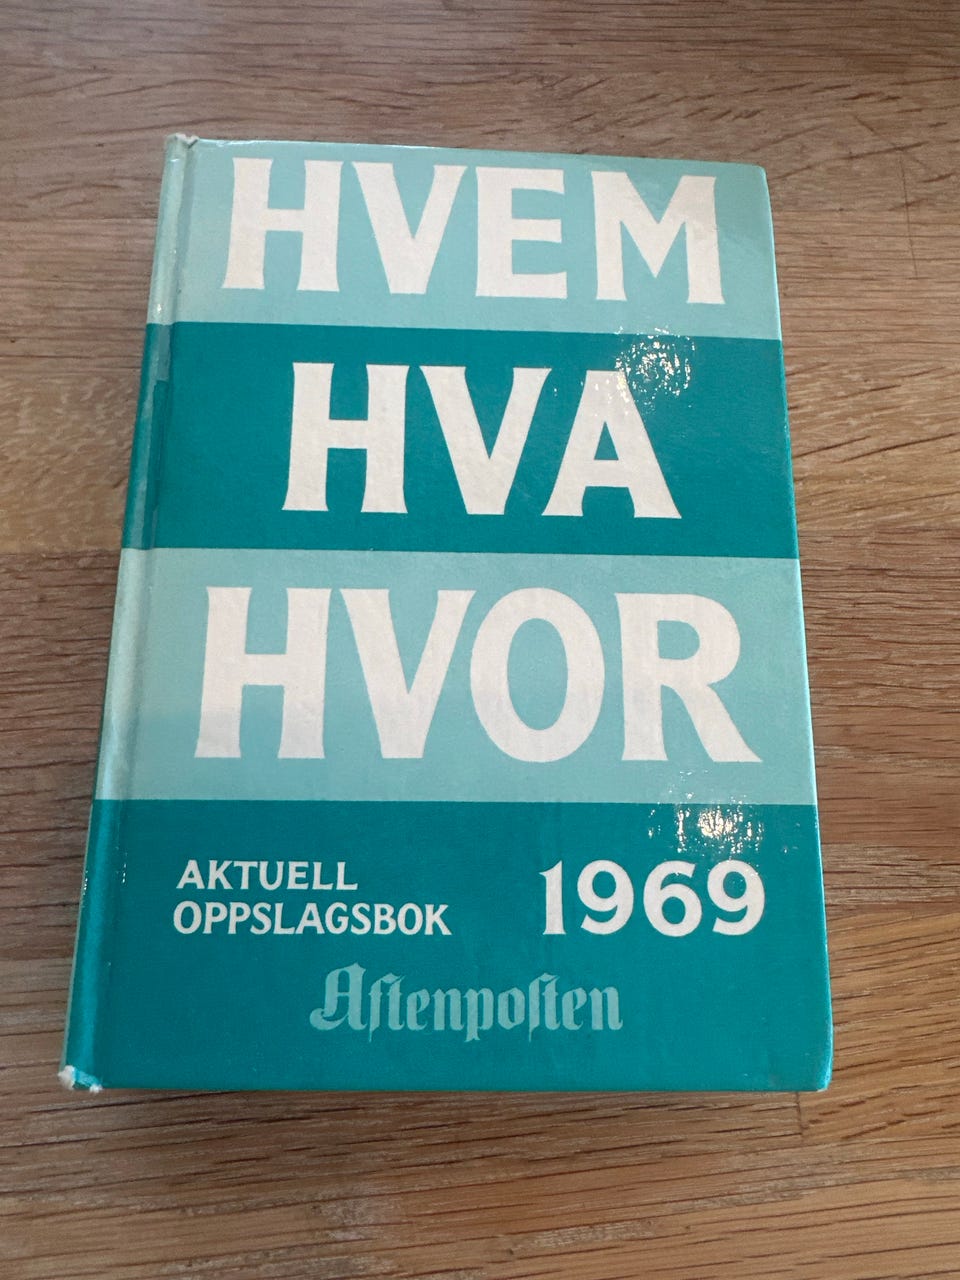 HVEM
HVA
HVOR
AKTUELL
OPPSLAGSBOK
1969
Aftenposten